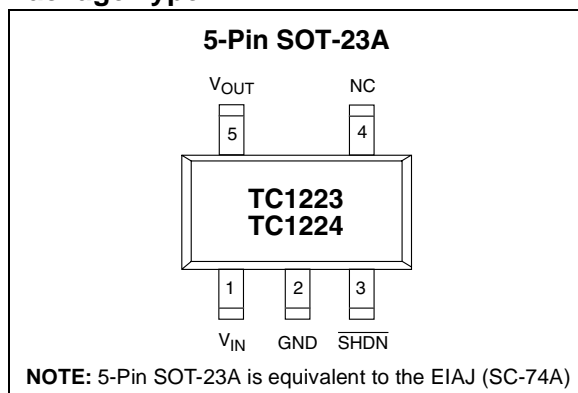 5-Pin SOT-23A
VOUT NC
5 4
TC1223
TC1224
1 2 3
VIN GND SHDN
NOTE: 5-Pin SOT-23A is equivalent to the EIAJ (SC-74A)